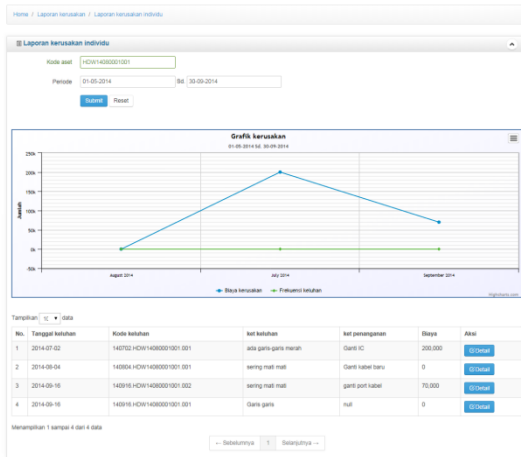 Home / Laporan kerusakan / Laporan kerusakan individu
Laporan kerusakan individu
Kode aset HDW14080001001
Periode 01-05-2014 Sd. 30-09-2014
Submit Reset
Grafik kerusakan
01-05-2014 Sd. 30-09-2014
250k
200k
150k
100k
50k
0k
-50k
Jumlah
August 2014 July 2014 September 2014
Biaya kerusakan Frekuensi keluhan
Highcharts.com
Tampilkan 10 data
No. Tanggal keluhan Kode keluhan ket keluhan ket penanganan Biaya Aksi
1 2014-07-02 140702.HDW14080001001.001 ada garis-garis merah Ganti IC 200,000 Detail
2 2014-08-04 140804.HDW14080001001.001 sering mati mati Ganti kabel baru 0 Detail
3 2014-09-16 140916.HDW14080001001.002 sering mati mati ganti port kabel 70,000 Detail
4 2014-09-16 140916.HDW14080001001.001 Garis garis null 0 Detail
Menampilkan 1 sampai 4 dari 4 data
← Sebelumnya 1 Selanjutnya →